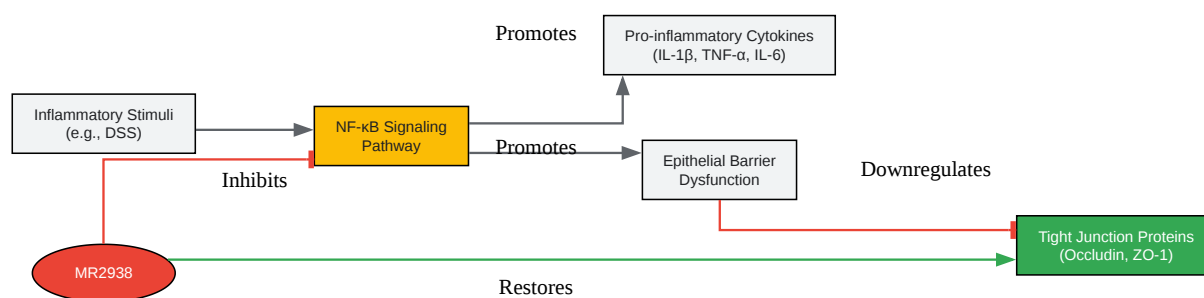 Promotes
Pro-inflammatory Cytokines
(IL-1β, TNF-α, IL-6)
Inflammatory Stimuli
(e.g., DSS)
NF-κB Signaling
Pathway
Promotes
Epithelial Barrier
Dysfunction
Downregulates
Inhibits
Tight Junction Proteins
(Occludin, ZO-1)
MR2938
Restores